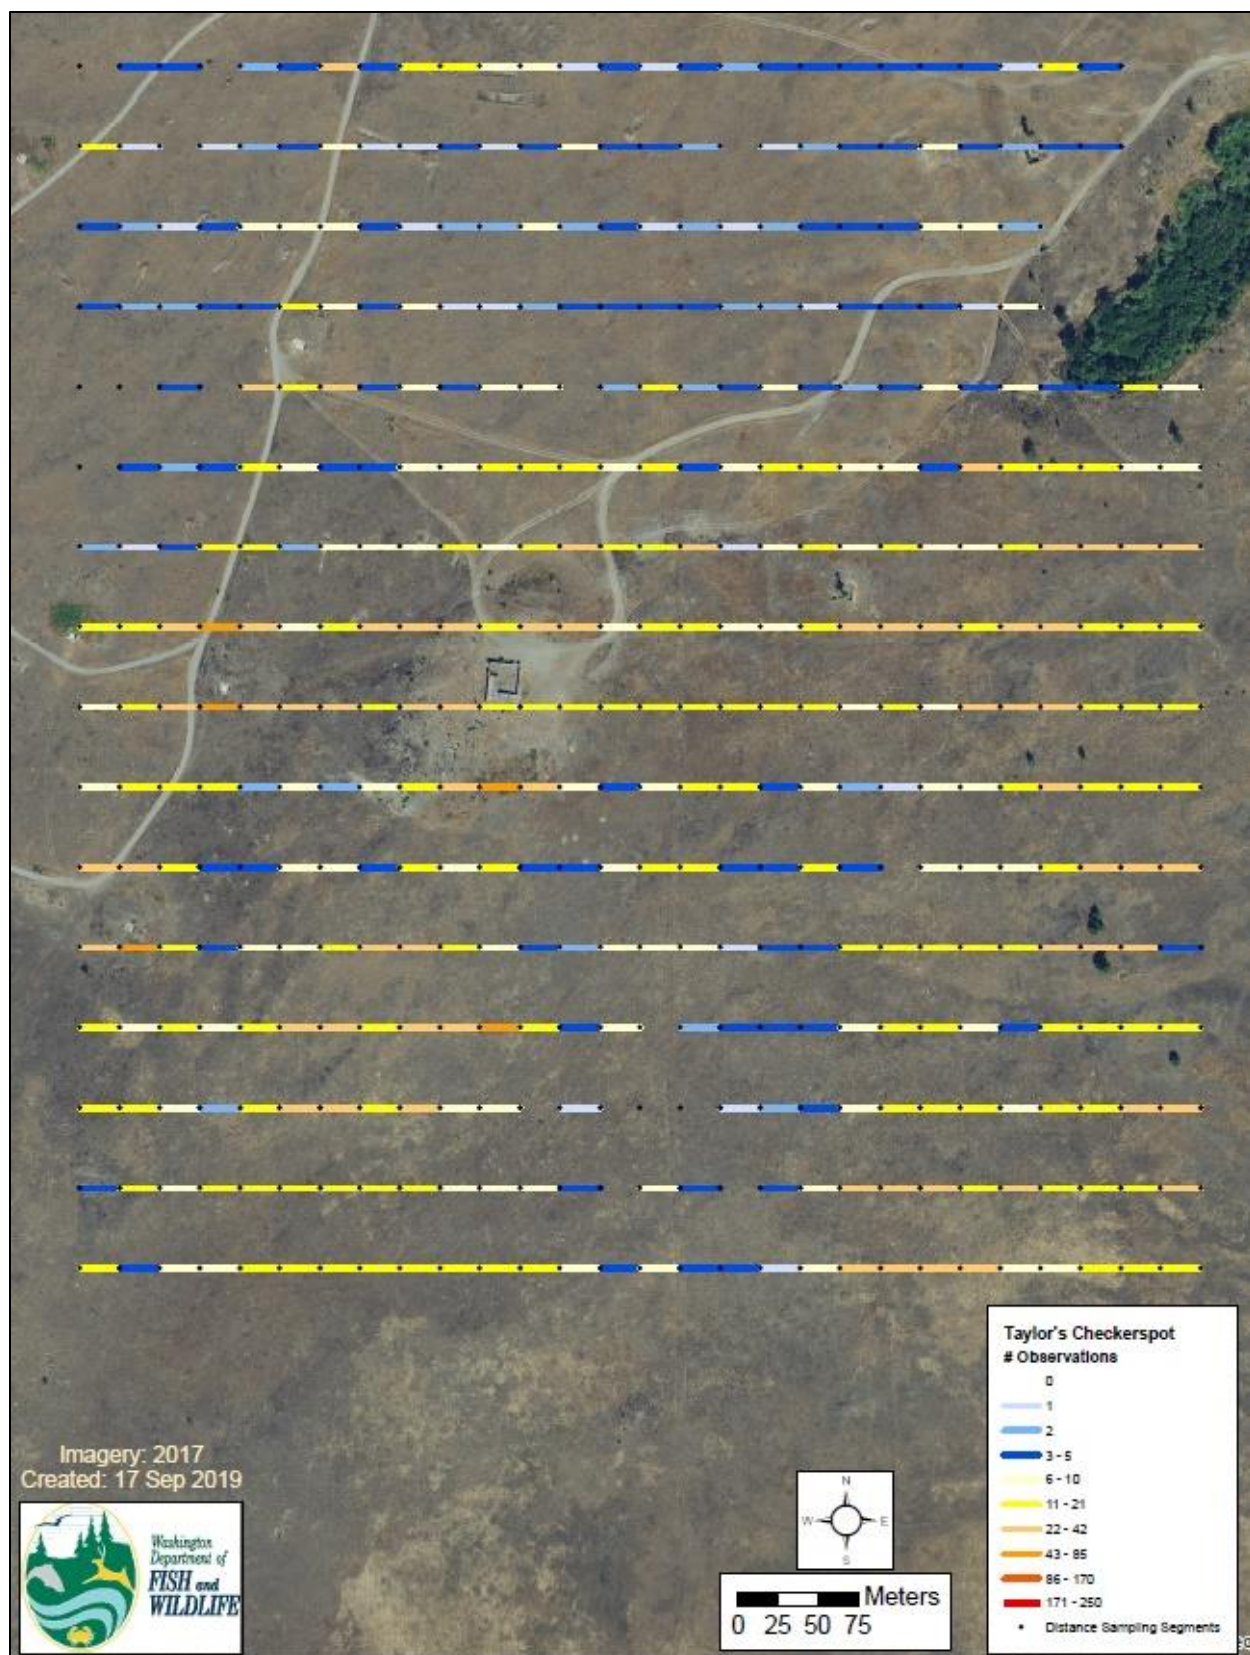 Taylor's Checkerspot
# Observations
0
1
2
3 - 5
6 - 10
11 - 21
22 - 42
43 - 85
86 - 170
171 - 250
Distance Sampling Segments
Imagery: 2017
Created: 17 Sep 2019
Washington
Department of
FISH and
WILDLIFE
N
W E
S
Meters
0 25 50 75